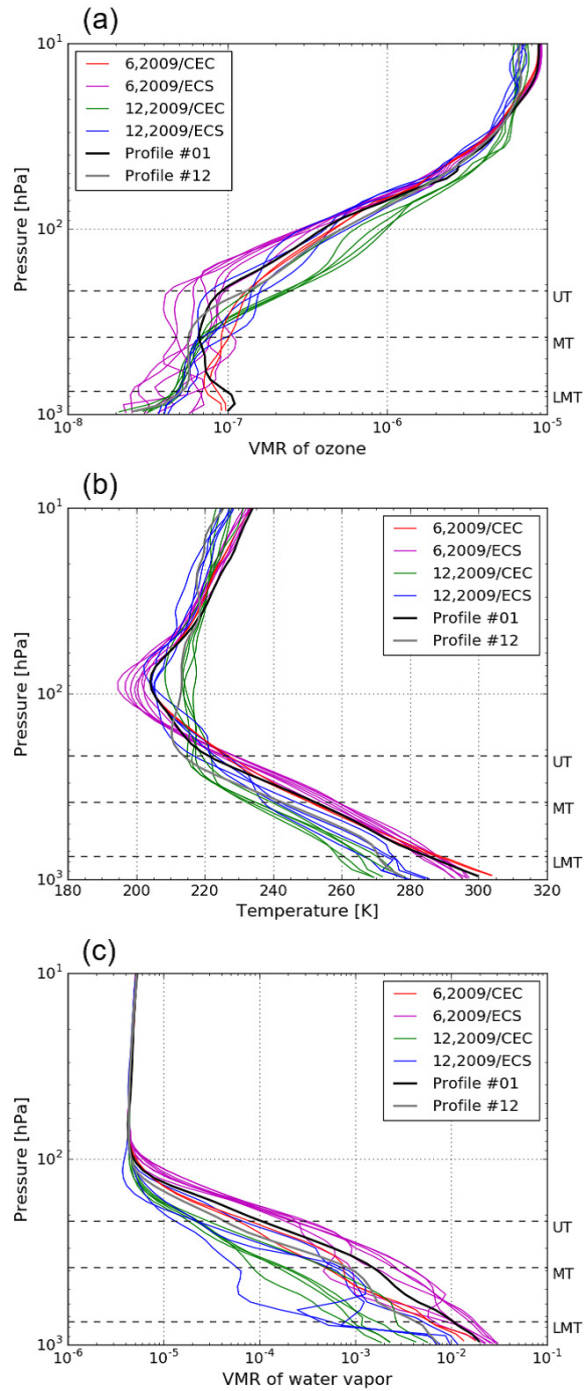 (a)
10¹
6,2009/CEC
6,2009/ECS
12,2009/CEC
12,2009/ECS
Profile #01
Profile #12
Pressure [hPa]
10²
UT
MT
LMT
10³
10⁻⁸ 10⁻⁷ 10⁻⁶ 10⁻⁵
VMR of ozone
(b)
10¹
6,2009/CEC
6,2009/ECS
12,2009/CEC
12,2009/ECS
Profile #01
Profile #12
Pressure [hPa]
10²
UT
MT
LMT
10³
180 200 220 240 260 280 300 320
Temperature [K]
(c)
10¹
6,2009/CEC
6,2009/ECS
12,2009/CEC
12,2009/ECS
Profile #01
Profile #12
Pressure [hPa]
10²
UT
MT
LMT
10³
10⁻⁶ 10⁻⁵ 10⁻⁴ 10⁻³ 10⁻² 10⁻¹
VMR of water vapor